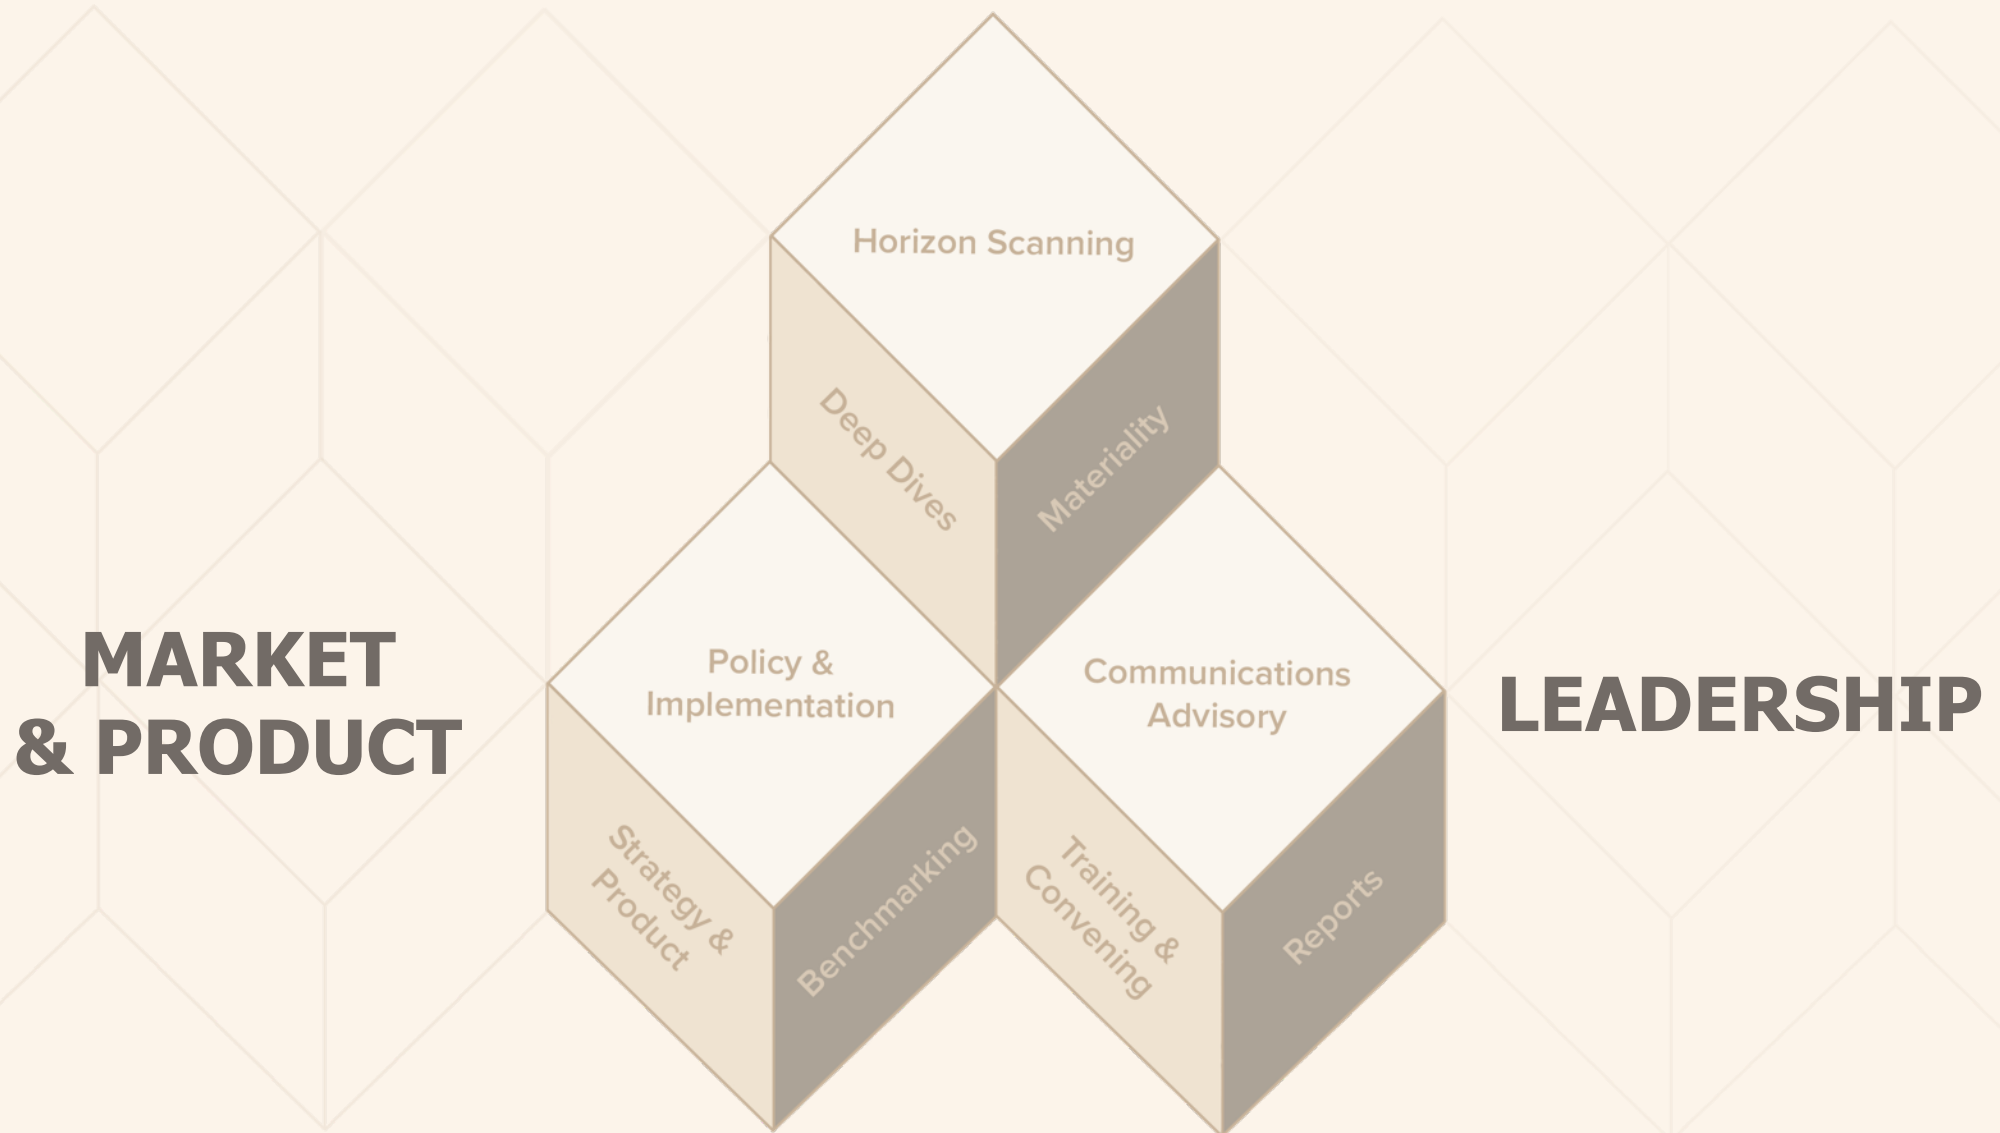 Horizon Scanning
Deep Dives
Materiality
MARKET
& PRODUCT
Policy &
Implementation
Communications
Advisory
LEADERSHIP
Strategy &
Product
Benchmarking
Training &
Convening
Reports